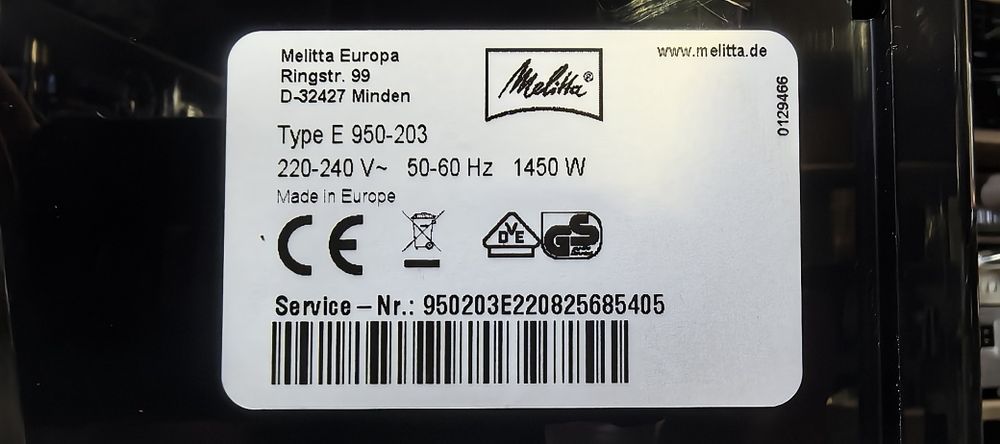 Melitta Europa
Ringstr. 99
D-32427 Minden
Melitta®
www.melitta.de
0129466
Type E 950-203
220-240 V~ 50-60 Hz 1450 W
Made in Europe
CE
DVE
GS
Service – Nr.: 950203E220825685405